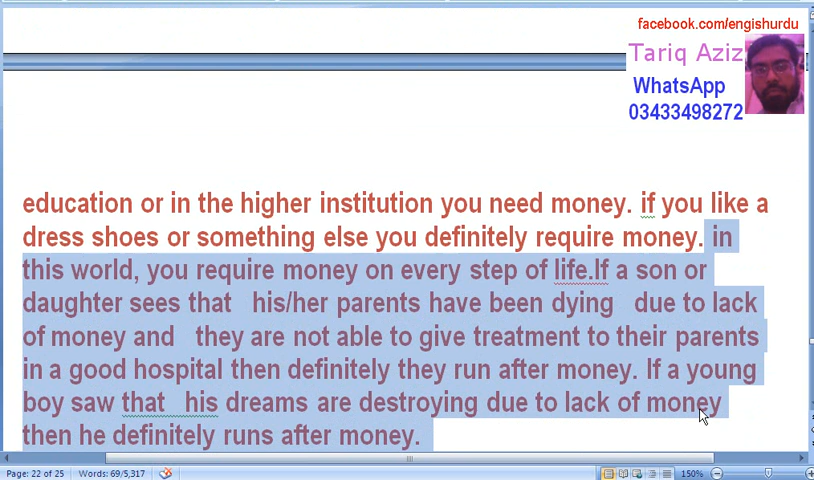 facebook.com/engishurdu
Tariq Aziz
WhatsApp
03433498272
education or in the higher institution you need money. if you like a
dress shoes or something else you definitely require money. in
this world, you require money on every step of life.If a son or
daughter sees that his/her parents have been dying due to lack
of money and they are not able to give treatment to their parents
in a good hospital then definitely they run after money. If a young
boy saw that his dreams are destroying due to lack of money
then he definitely runs after money.
Page: 22 of 25 Words: 69/5,317 150%